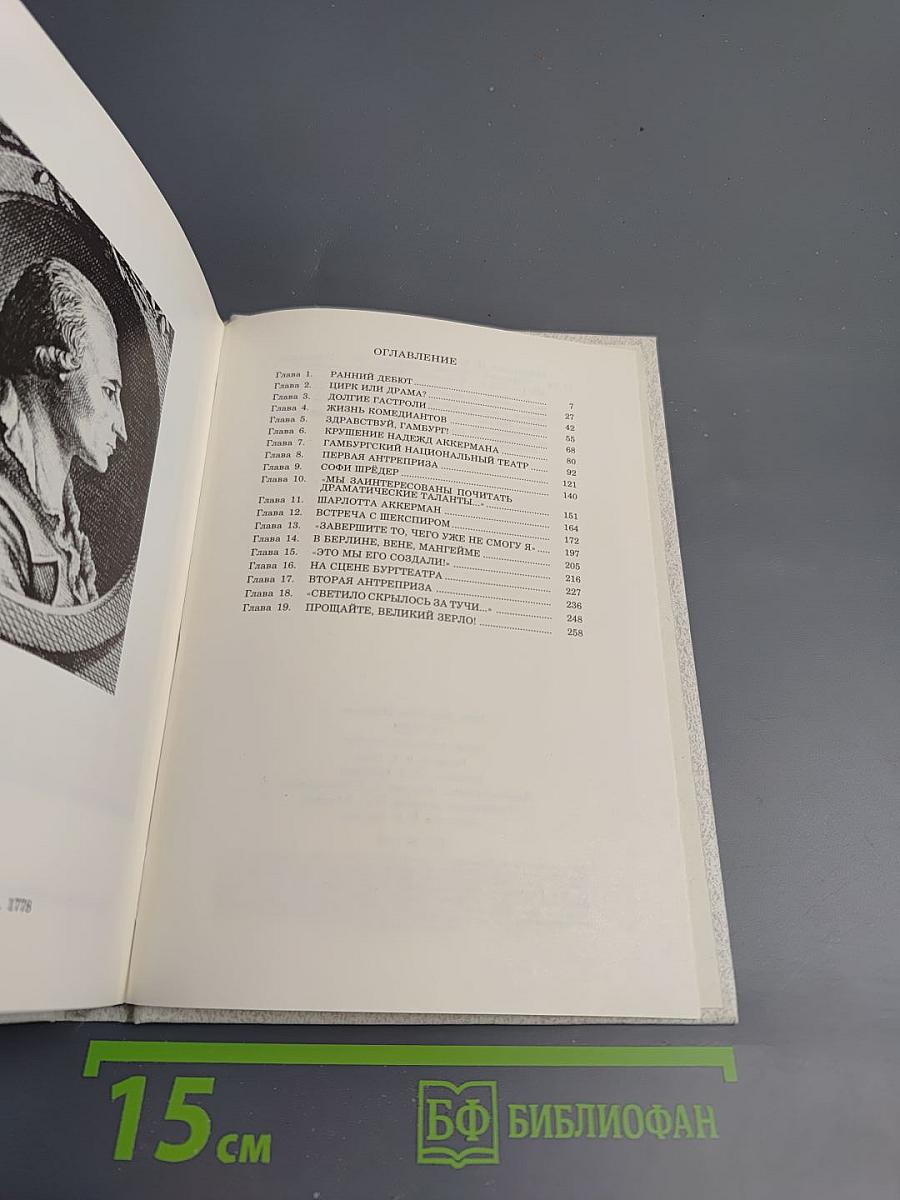 1778
ОГЛАВЛЕНИЕ
Глава 1. РАННИЙ ДЕБЮТ 7
Глава 2. ЦИРК ИЛИ ДРАМА? 27
Глава 3. ДОЛГИЕ ГАСТРОЛИ 42
Глава 4. ЖИЗНЬ КОМЕДИАНТОВ 55
Глава 5. ЗДРАВСТВУЙ, ГАМБУРГ! 68
Глава 6. КРУШЕНИЕ НАДЕЖД АККЕРМАНА 80
Глава 7. ГАМБУРГСКИЙ НАЦИОНАЛЬНЫЙ ТЕАТР 92
Глава 8. ПЕРВАЯ АНТРЕПРИЗА 121
Глава 9. СОФИ ШРЁДЕР 140
Глава 10. «МЫ ЗАИНТЕРЕСОВАНЫ ПОЧИТАТЬ
ДРАМАТИЧЕСКИЕ ТАЛАНТЫ...» 151
Глава 11. ШАРЛОТТА АККЕРМАН 164
Глава 12. ВСТРЕЧА С ШЕКСПИРОМ 172
Глава 13. «ЗАВЕРШИТЕ ТО, ЧЕГО УЖЕ НЕ СМОГУ Я» 197
Глава 14. В БЕРЛИНЕ, ВЕНЕ, МАНГЕЙМЕ 205
Глава 15. «ЭТО МЫ ЕГО СОЗДАЛИ!» 216
Глава 16. НА СЦЕНЕ БУРГТЕАТРА 227
Глава 17. ВТОРАЯ АНТРЕПРИЗА 236
Глава 18. «СВЕТИЛО СКРЫЛОСЬ ЗА ТУЧИ...» 248
Глава 19. ПРОЩАЙТЕ, ВЕЛИКИЙ ЗЕРЛО! 258
15 см
БФ БИБЛИОФАН